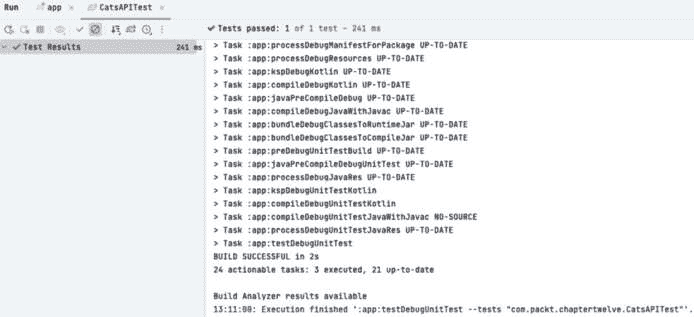 Run app × CatsAPITest ×
✓ Tests passed: 1 of 1 test – 241 ms
✓ Test Results 241 ms
> Task :app:processDebugManifestForPackage UP-TO-DATE
> Task :app:processDebugResources UP-TO-DATE
> Task :app:kspDebugKotlin UP-TO-DATE
> Task :app:compileDebugKotlin UP-TO-DATE
> Task :app:javaPreCompileDebug UP-TO-DATE
> Task :app:compileDebugJavaWithJavac UP-TO-DATE
> Task :app:bundleDebugClassesToRuntimeJar UP-TO-DATE
> Task :app:bundleDebugClassesToCompileJar UP-TO-DATE
> Task :app:preDebugUnitTestBuild UP-TO-DATE
> Task :app:javaPreCompileDebugUnitTest UP-TO-DATE
> Task :app:processDebugJavaRes UP-TO-DATE
> Task :app:kspDebugUnitTestKotlin
> Task :app:compileDebugUnitTestKotlin
> Task :app:compileDebugUnitTestJavaWithJavac NO-SOURCE
> Task :app:processDebugUnitTestJavaRes UP-TO-DATE
> Task :app:testDebugUnitTest
BUILD SUCCESSFUL in 2s
24 actionable tasks: 3 executed, 21 up-to-date
Build Analyzer results available
13:11:00: Execution finished ':app:testDebugUnitTest --tests "com.packt.chaptertwelve.CatsAPITest"'.